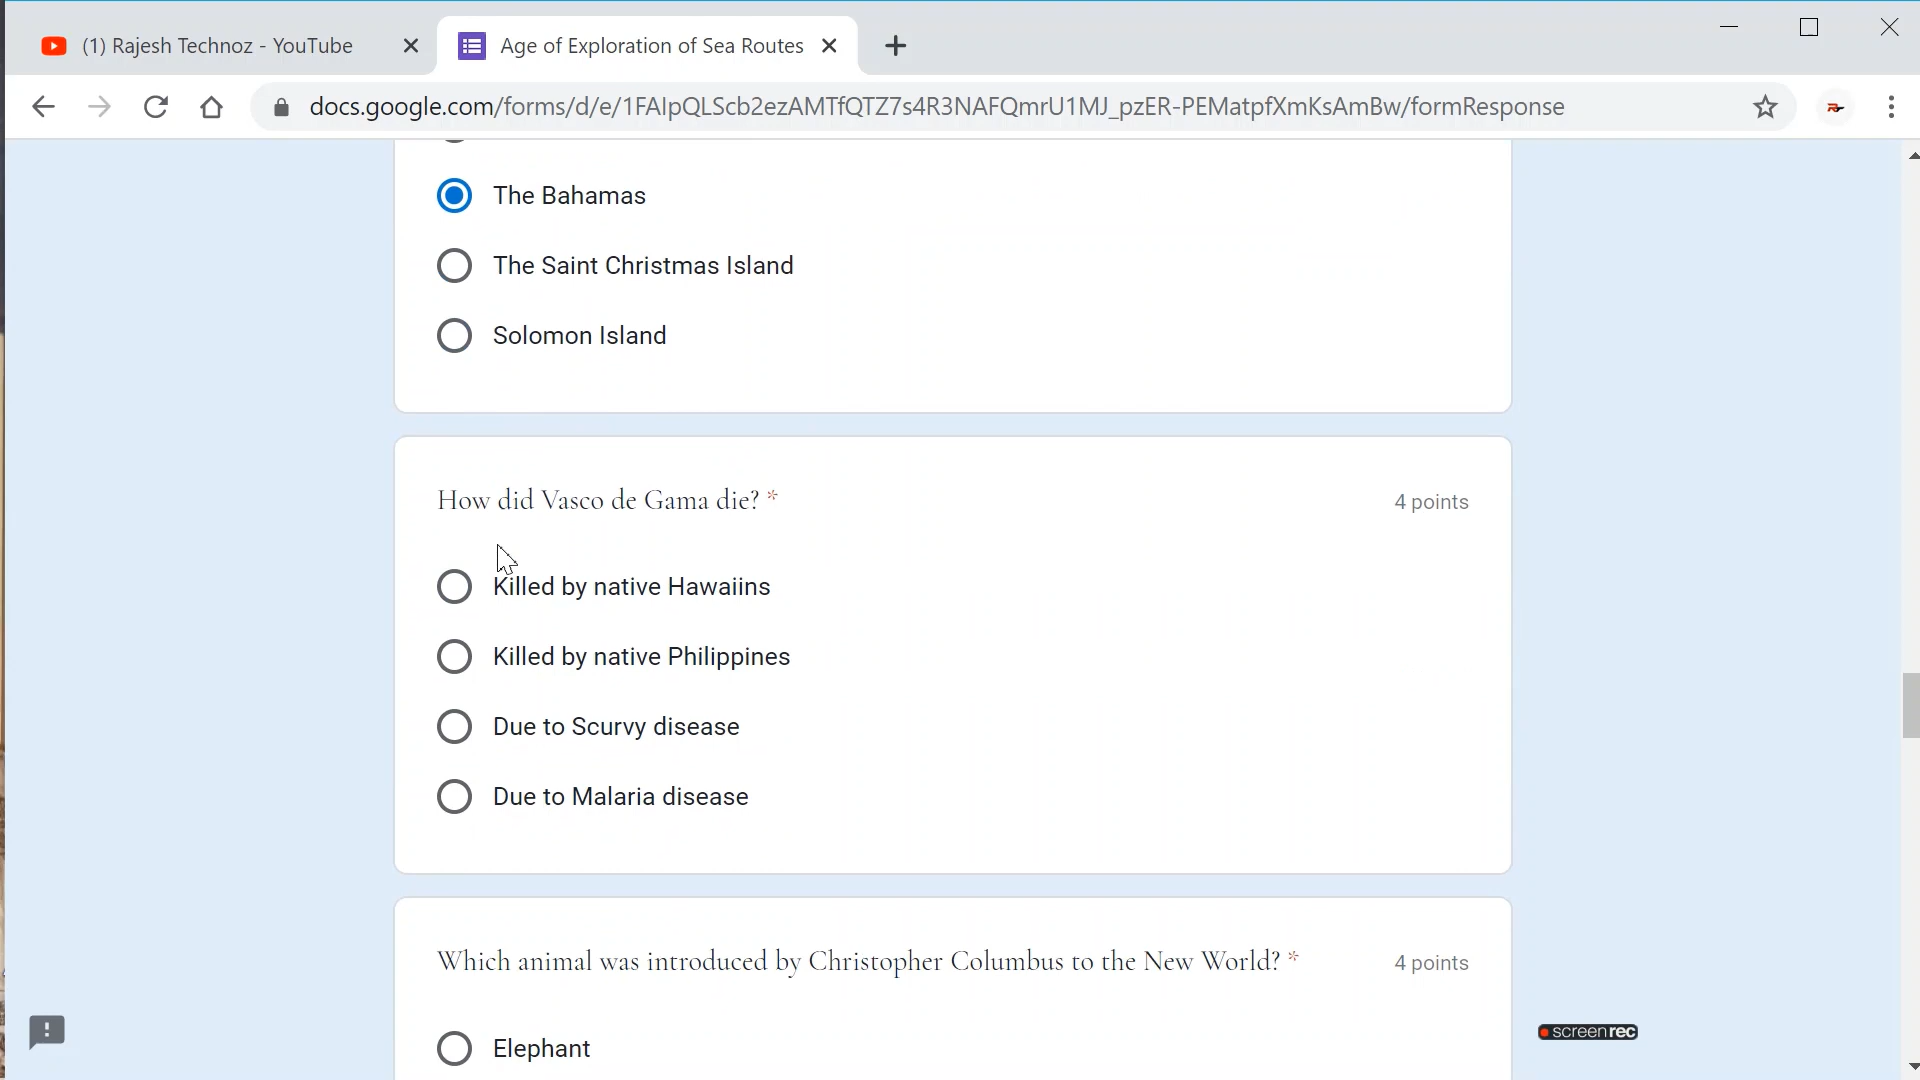 (1) Rajesh Technoz - YouTube
Age of Exploration of Sea Routes
docs.google.com/forms/d/e/1FAIpQLScb2ezAMTfQTZ7s4R3NAFQmrU1MJ_pzER-PEMatpfXmKsAmBw/formResponse
The Bahamas
The Saint Christmas Island
Solomon Island
How did Vasco de Gama die? *
4 points
Killed by native Hawaiins
Killed by native Philippines
Due to Scurvy disease
Due to Malaria disease
Which animal was introduced by Christopher Columbus to the New World? *
4 points
Elephant
screenrec